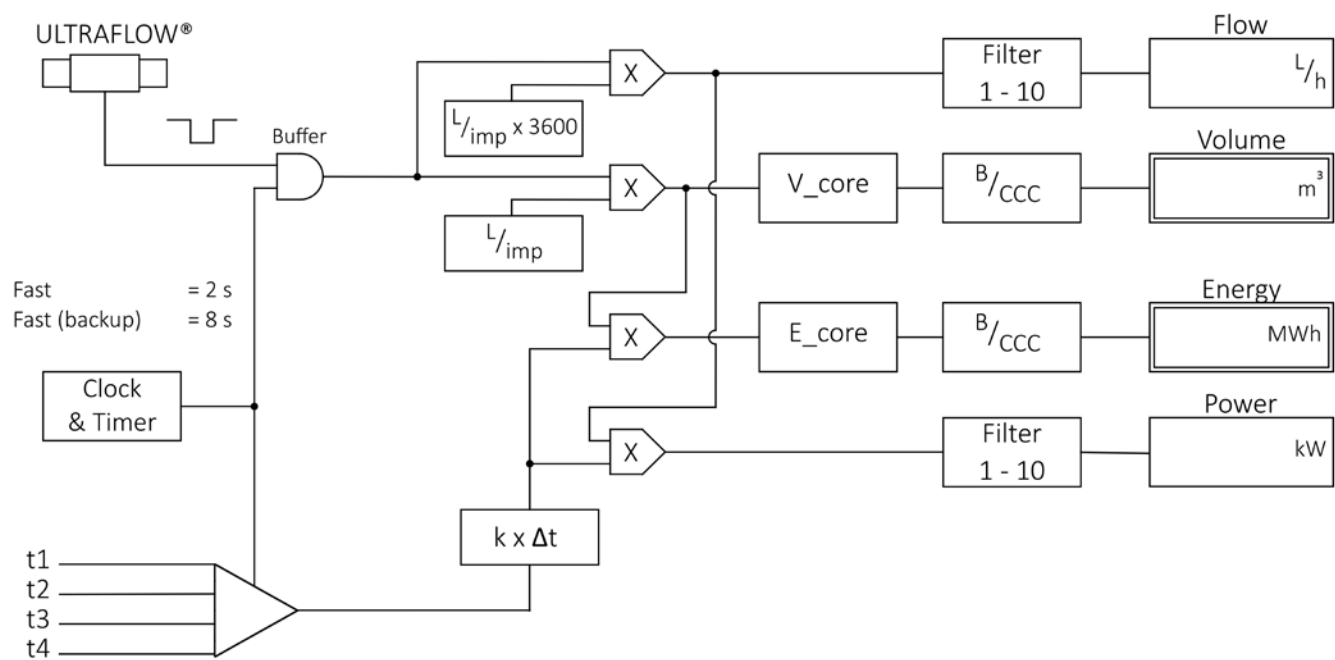 ULTRAFLOW®
Buffer
X
L/imp x 3600
Filter
1 - 10
Flow
L/h
X
L/imp
V_core
B/CCC
Volume
m³
Fast = 2 s
Fast (backup) = 8 s
X
E_core
B/CCC
Energy
MWh
Clock
& Timer
X
Filter
1 - 10
Power
kW
k x Δt
t1
t2
t3
t4